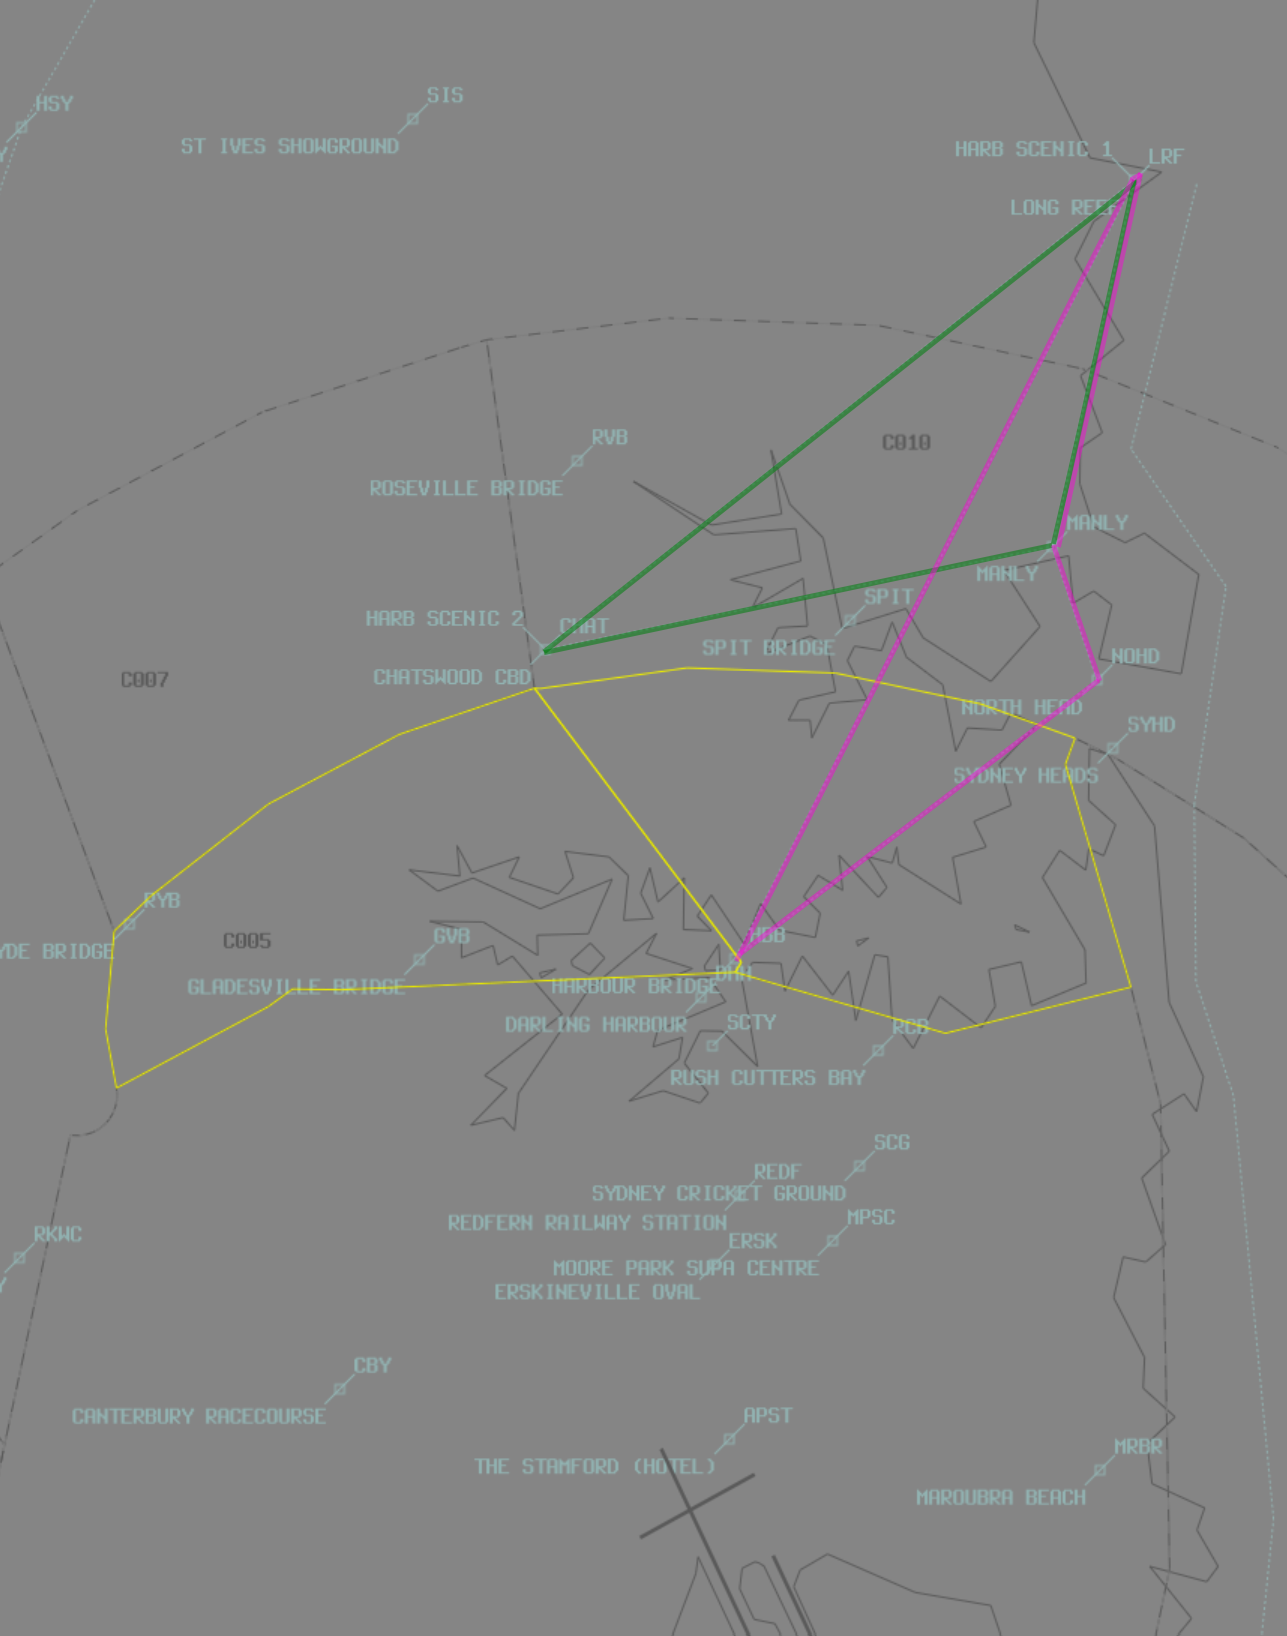 SIS
HSY
HARB SCENIC 1
ST IVES SHOWGROUND
LRF
LONG REEF
RVB
C010
ROSEVILLE BRIDGE
MANLY
MANLY
SPIT
HARB SCENIC 2
CHAT
SPIT BRIDGE
NOHD
CHATSWOOD CBD
C007
NORTH HEAD
SYHD
SYDNEY HEADS
RYB
GVB
C005
YDE BRIDGE
GLADESVILLE BRIDGE
HARBOUR BRIDGE
DAH
DARLING HARBOUR
SCTY
RCB
RUSH CUTTERS BAY
SCG
REDF
SYDNEY CRICKET GROUND
REDFERN RAILWAY STATION
MPSC
RKWC
ERSK
MOORE PARK SUPA CENTRE
ERSKINEVILLE OVAL
CBY
CANTERBURY RACECOURSE
APST
MRBR
THE STAMFORD (HOTEL)
MAROUBRA BEACH